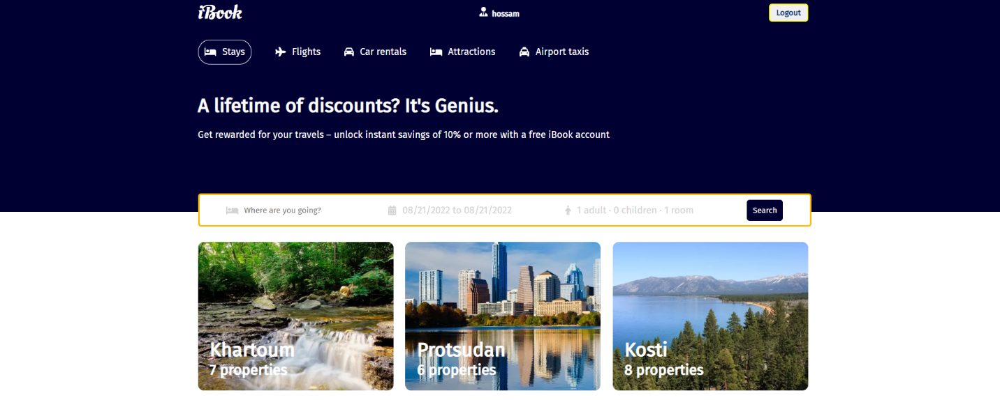 iBook
hossam
Logout
Stays
Flights
Car rentals
Attractions
Airport taxis
A lifetime of discounts? It's Genius.
Get rewarded for your travels – unlock instant savings of 10% or more with a free iBook account
Where are you going?
08/21/2022 to 08/21/2022
1 adult · 0 children · 1 room
Search
Khartoum
7 properties
Protsudan
6 properties
Kosti
8 properties